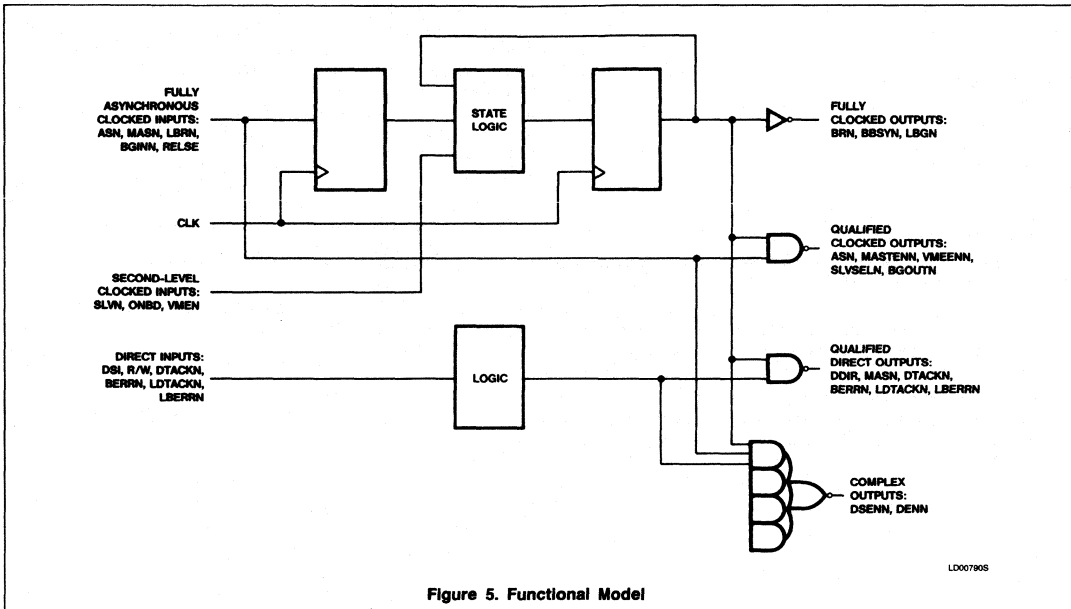 FULLY
ASYNCHRONOUS
CLOCKED INPUTS:
ASN, MASN, LBRN,
BGINN, RELSE
STATE
LOGIC
FULLY
CLOCKED OUTPUTS:
BRN, BBSYN, LBGN
CLK
QUALIFIED
CLOCKED OUTPUTS:
ASN, MASTENN, VMEENN,
SLVSELN, BGOUTN
SECOND-LEVEL
CLOCKED INPUTS:
SLVN, ONBD, VMEN
DIRECT INPUTS:
DSI, R/W, DTACKN,
BERRN, LDTACKN,
LBERRN
LOGIC
QUALIFIED
DIRECT OUTPUTS:
DDIR, MASN, DTACKN,
BERRN, LDTACKN, LBERRN
COMPLEX
OUTPUTS:
DSENN, DENN
LD00790S
Figure 5. Functional Model